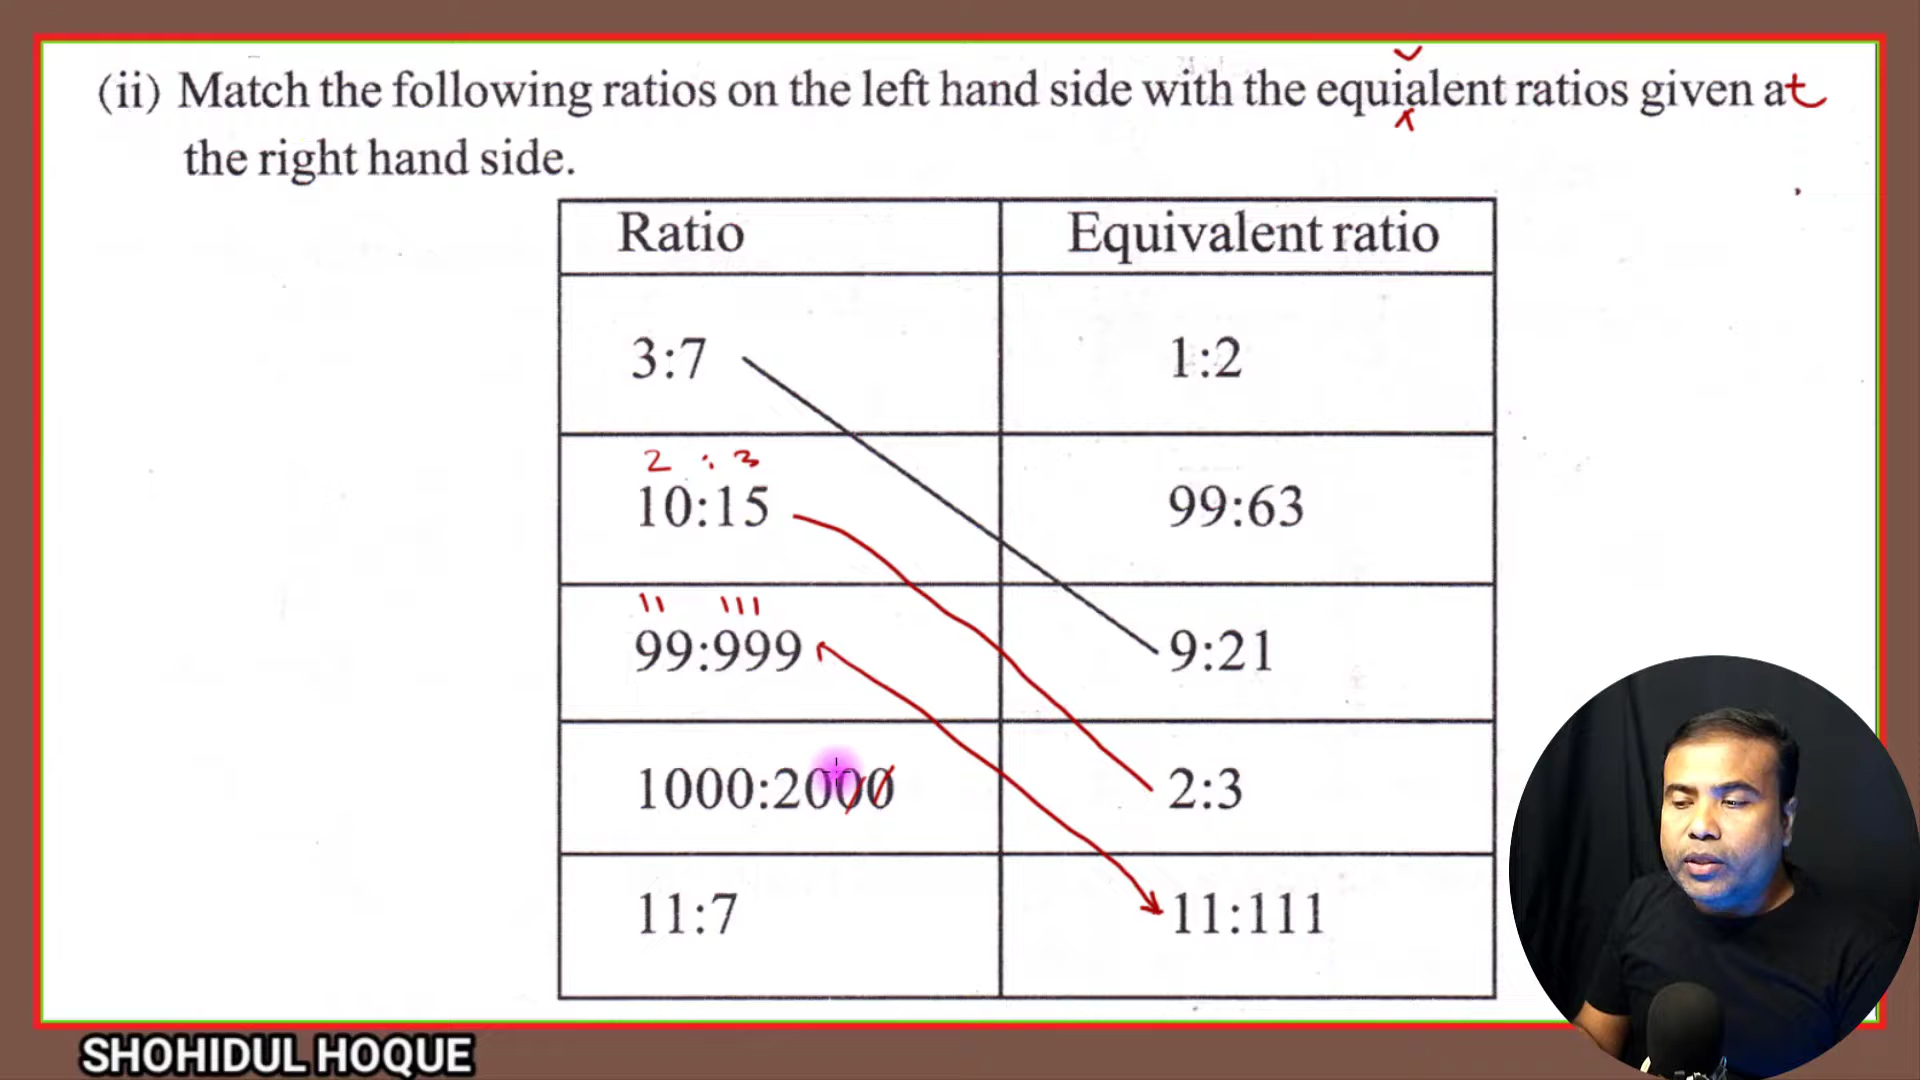 (ii) Match the following ratios on the left hand side with the equialent ratios given at
the right hand side.
Ratio Equivalent ratio
3:7 1:2
2 : 3
10:15 99:63
11 111
99:999 9:21
1000:2000 2:3
11:7 11:111
SHOHIDUL HOQUE